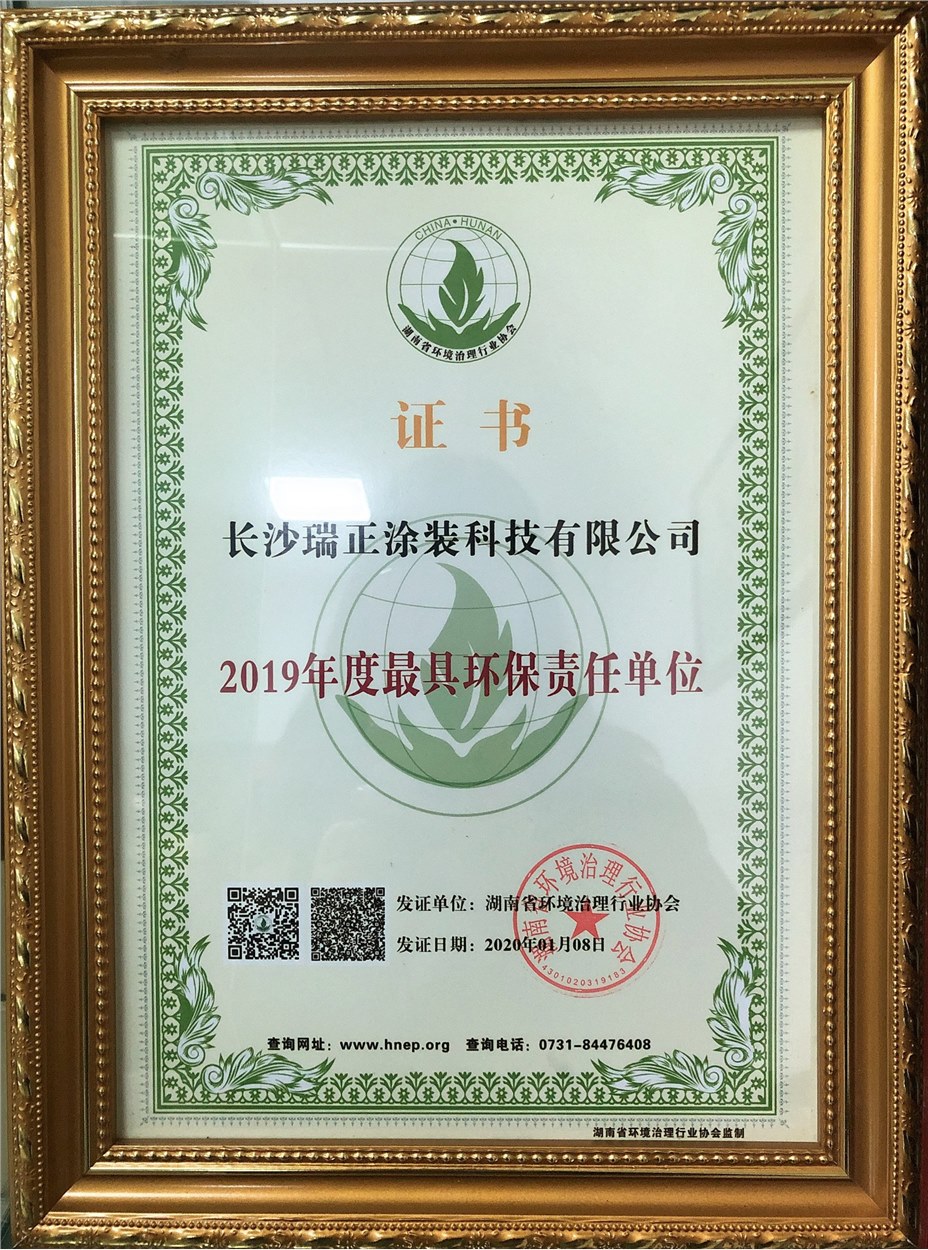 CHINA•HUNAN
湖南省环境治理行业协会
证书
长沙瑞正涂装科技有限公司
2019年度最具环保责任单位
发证单位：湖南省环境治理行业协会
发证日期：2020年01月08日
湖南省环境治理行业协会
4301020319183
查询网址：www.hnep.org 查询电话：0731-84476408
湖南省环境治理行业协会监制